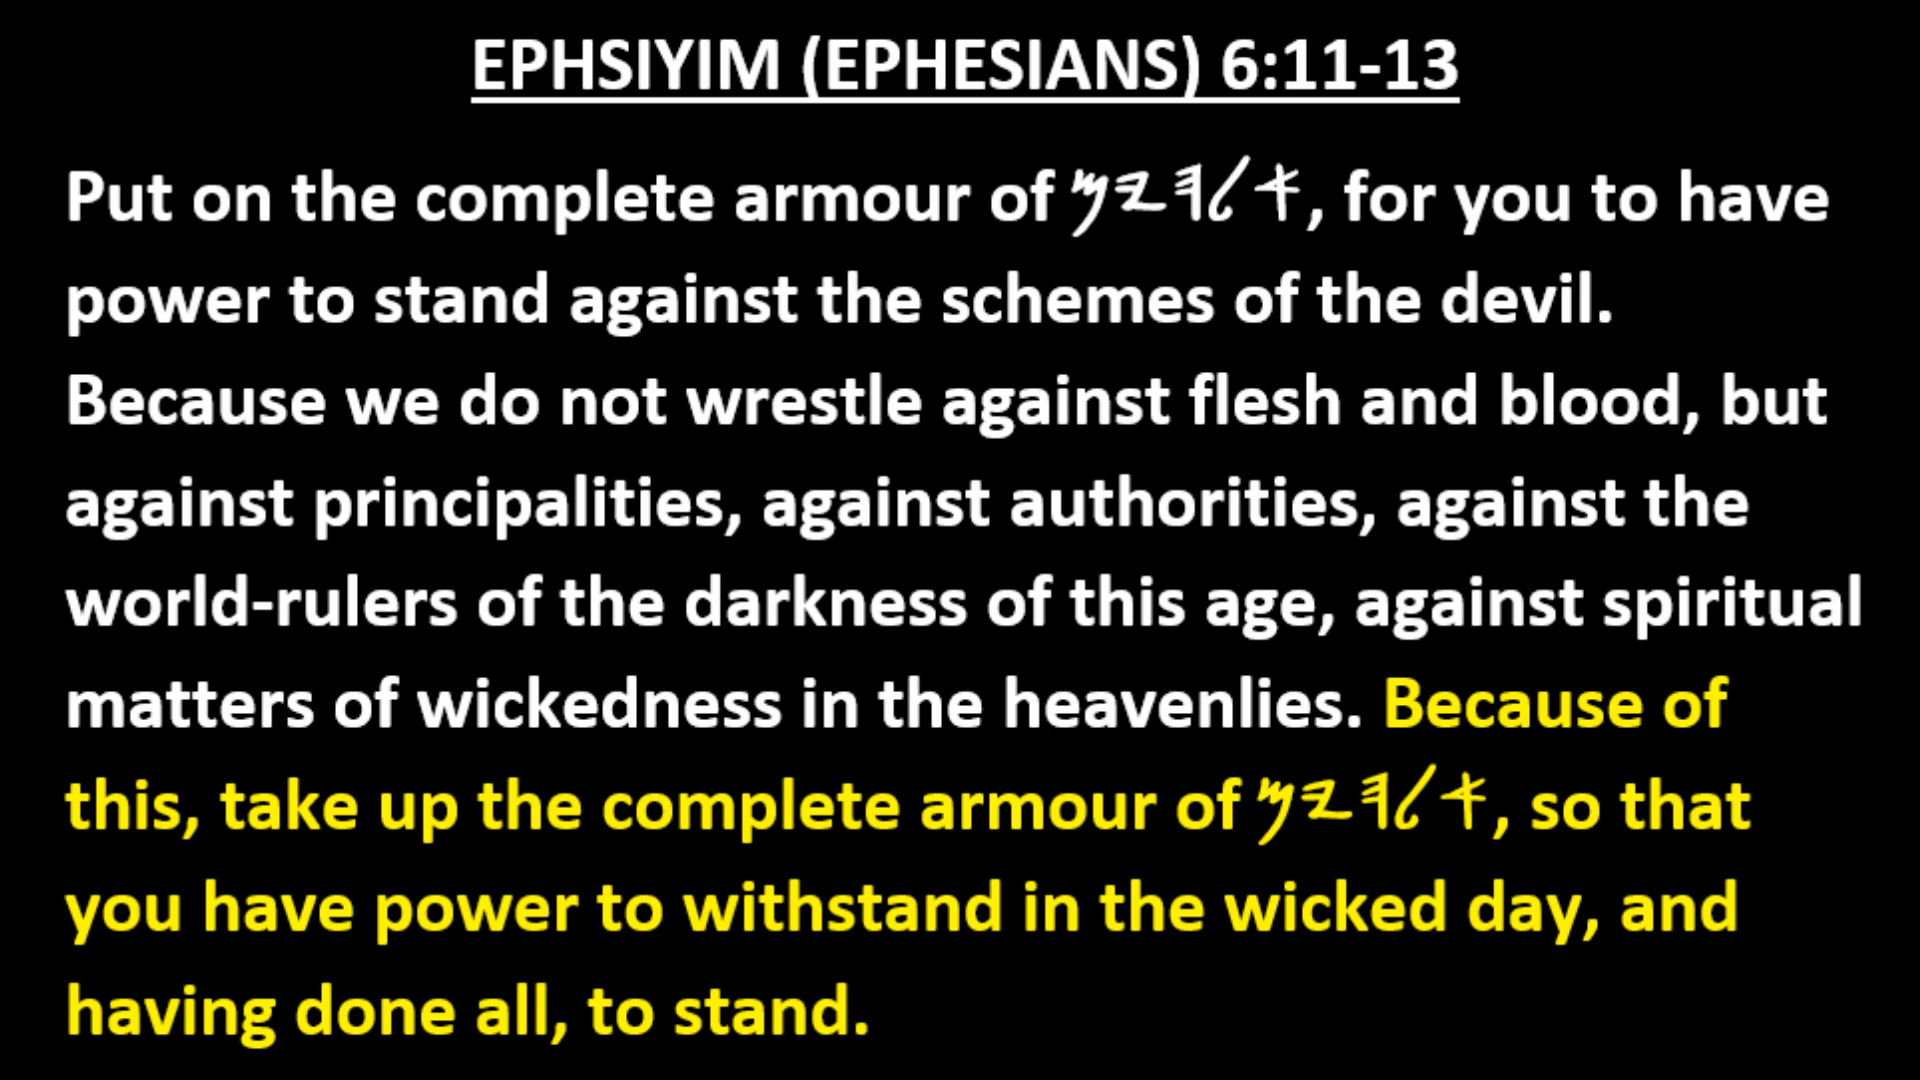 EPHSIYIM (EPHESIANS) 6:11-13
Put on the complete armour of 𐤀𐤋𐤄𐤉𐤌, for you to have
power to stand against the schemes of the devil.
Because we do not wrestle against flesh and blood, but
against principalities, against authorities, against the
world-rulers of the darkness of this age, against spiritual
matters of wickedness in the heavenlies. Because of
this, take up the complete armour of 𐤀𐤋𐤄𐤉𐤌, so that
you have power to withstand in the wicked day, and
having done all, to stand.